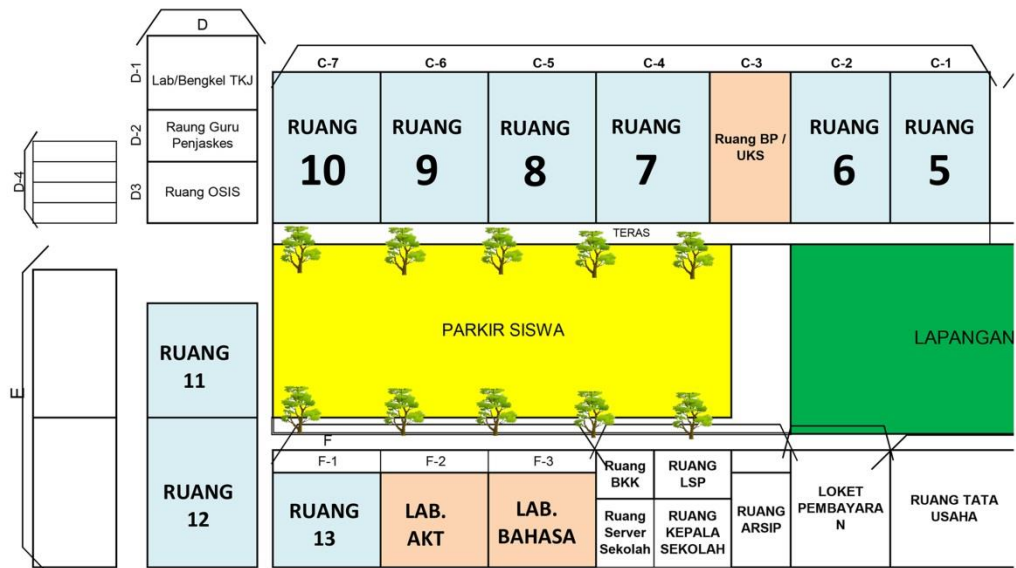 D
D-1
Lab/Bengkel TKJ
D-2
Raung Guru
Penjaskes
D3
Ruang OSIS
D-4
C-7
C-6
C-5
C-4
C-3
C-2
C-1
RUANG
10
RUANG
9
RUANG
8
RUANG
7
Ruang BP /
UKS
RUANG
6
RUANG
5
TERAS
PARKIR SISWA
LAPANGAN
E
RUANG
11
RUANG
12
F
F-1
F-2
F-3
RUANG
13
LAB.
AKT
LAB.
BAHASA
Ruang
BKK
RUANG
LSP
Ruang
Server
Sekolah
RUANG
KEPALA
SEKOLAH
RUANG
ARSIP
LOKET
PEMBAYARA
N
RUANG TATA
USAHA